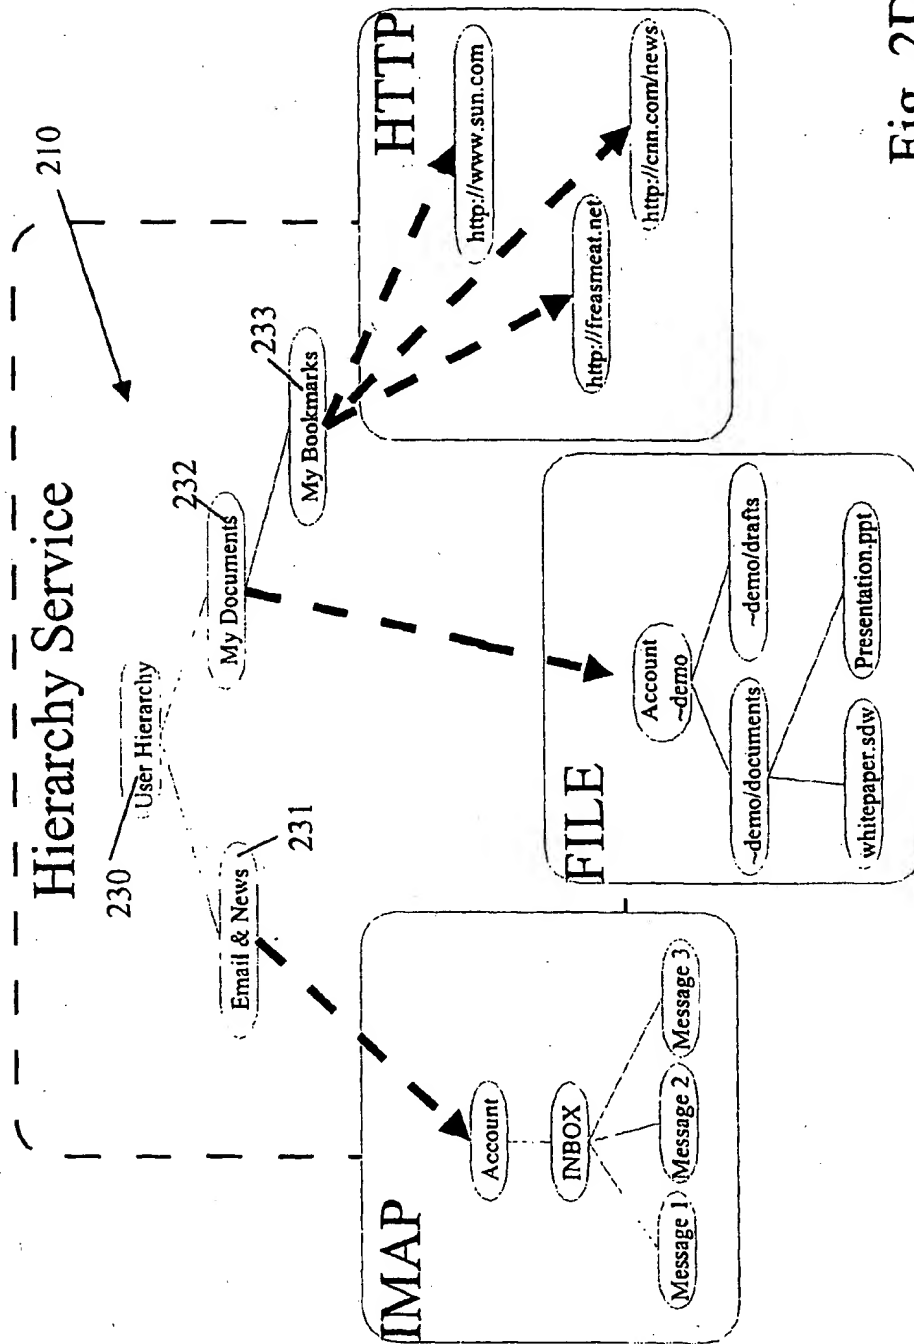 Hierarchy Service
210
230
User Hierarchy
232
My Documents
233
My Bookmarks
Email & News
231
IMAP
Account
INBOX
Message 1
Message 2
Message 3
FILE
Account
~demo
~demo/documents
~demo/drafts
whitepaper.sdw
Presentation.ppt
HTTP
http://www.sun.com
http://freasmeat.net
http://cnn.com/news
Fig. 2D